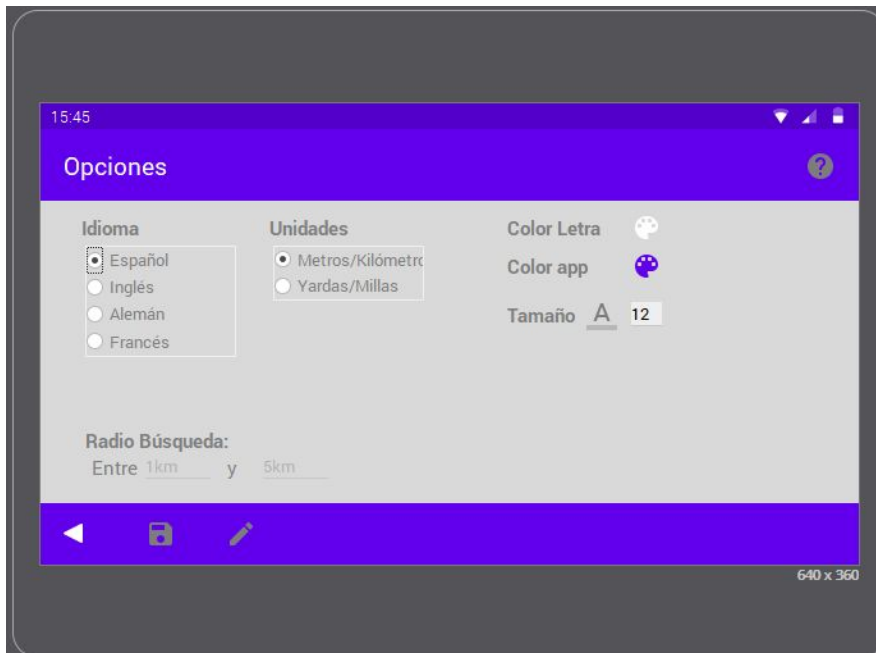 15:45
Opciones
Idioma
Español
Inglés
Alemán
Francés
Unidades
Metros/Kilómetro
Yardas/Millas
Color Letra
Color app
Tamaño A 12
Radio Búsqueda:
Entre 1km y 5km
640 x 360